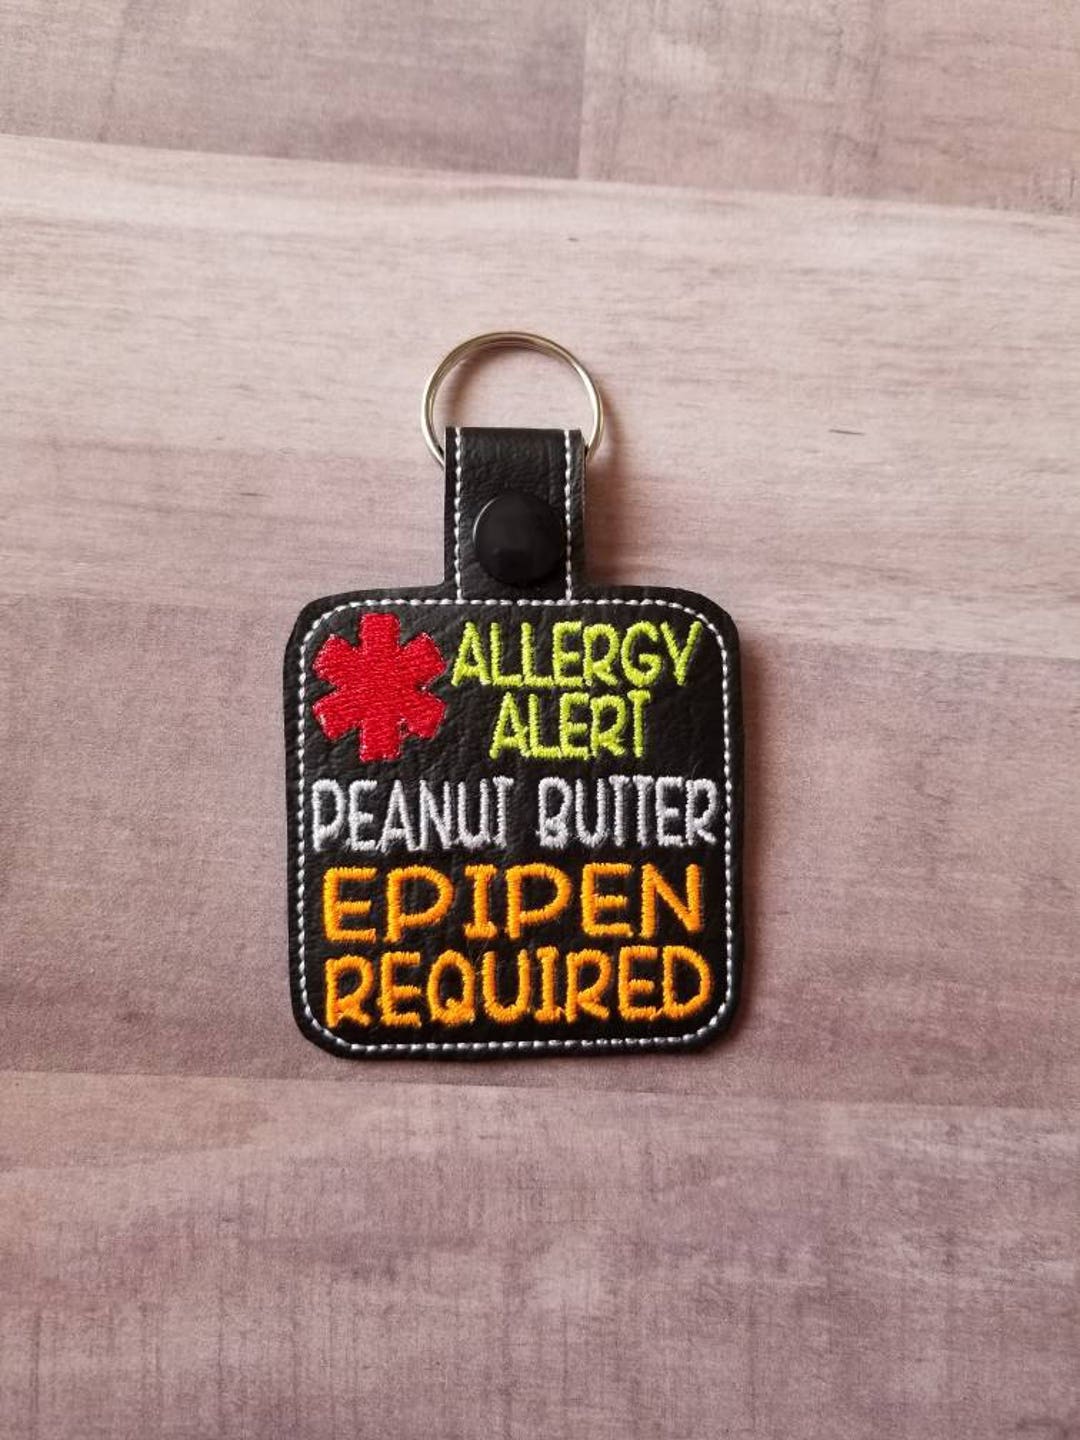 ALLERGY
ALERT
PEANUT BUTTER
EPIPEN
REQUIRED